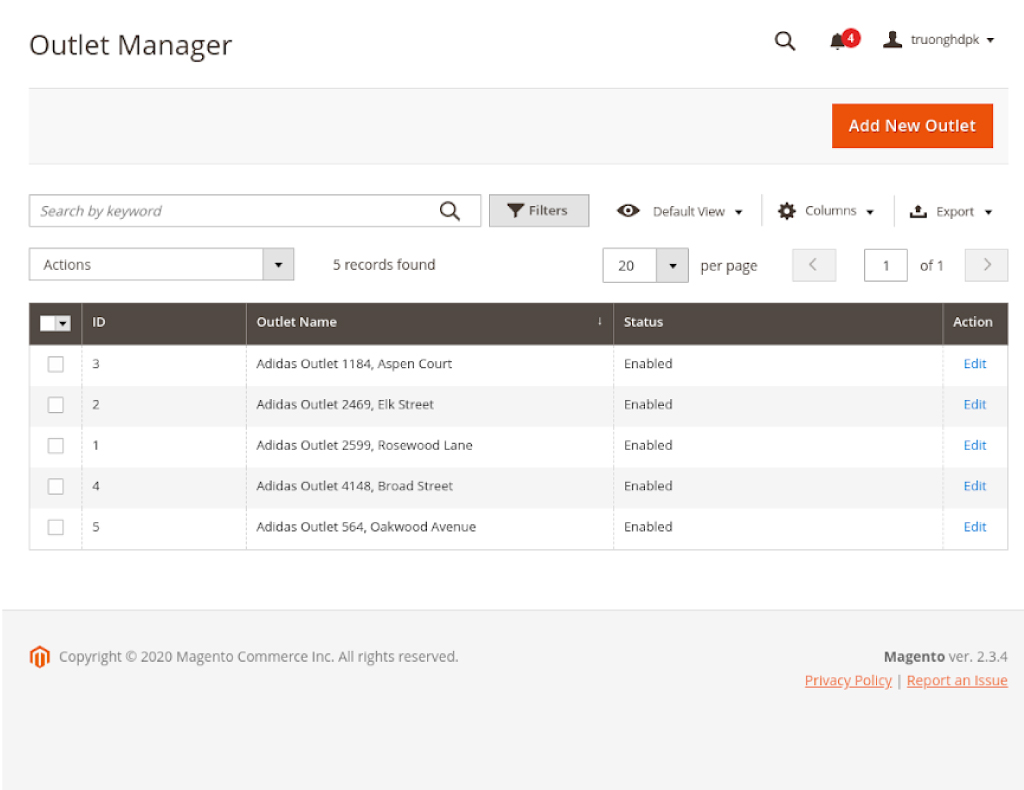 Outlet Manager
4
truonghdpk
Add New Outlet
Search by keyword
Filters
Default View
Columns
Export
Actions
5 records found
20
per page
1
of 1
ID Outlet Name ↓ Status Action
3 Adidas Outlet 1184, Aspen Court Enabled Edit
2 Adidas Outlet 2469, Elk Street Enabled Edit
1 Adidas Outlet 2599, Rosewood Lane Enabled Edit
4 Adidas Outlet 4148, Broad Street Enabled Edit
5 Adidas Outlet 564, Oakwood Avenue Enabled Edit
Copyright © 2020 Magento Commerce Inc. All rights reserved.
Magento ver. 2.3.4
Privacy Policy | Report an Issue